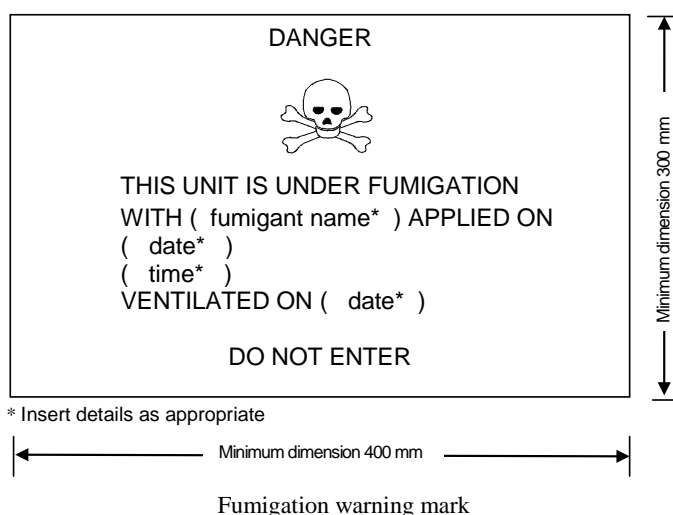 DANGER
THIS UNIT IS UNDER FUMIGATION
WITH ( fumigant name* ) APPLIED ON
( date* )
( time* )
VENTILATED ON ( date* )
DO NOT ENTER
Minimum dimension 300 mm
* Insert details as appropriate
Minimum dimension 400 mm
Fumigation warning mark